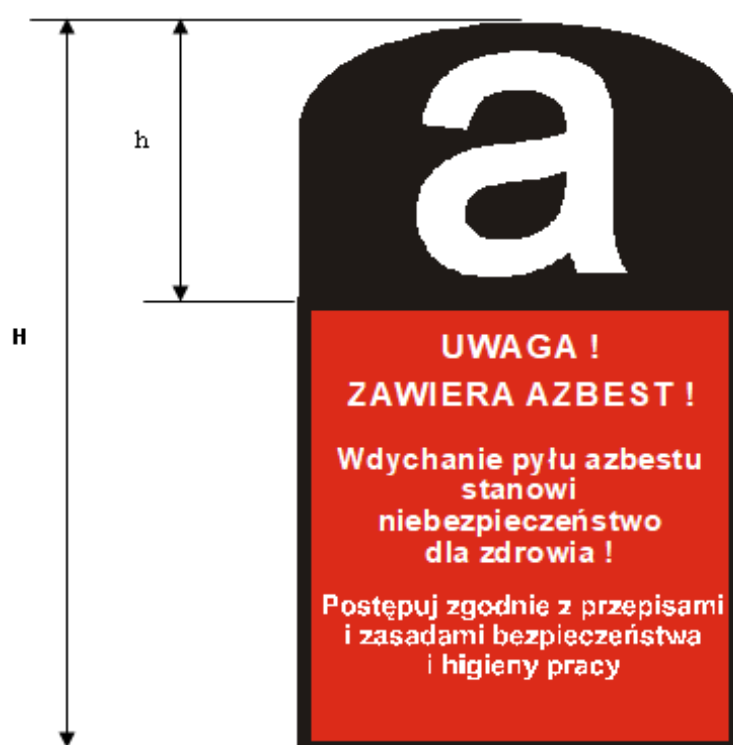 a
h
H
UWAGA !
ZAWIERA AZBEST !
Wdychanie pyłu azbestu
stanowi
niebezpieczeństwo
dla zdrowia !
Postępuj zgodnie z przepisami
i zasadami bezpieczeństwa
i higieny pracy